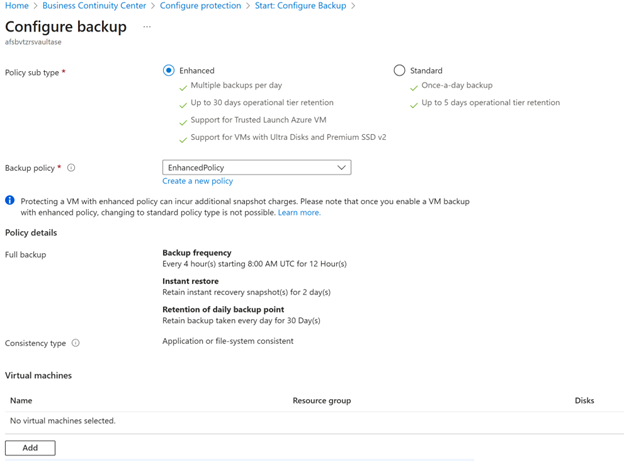 Home > Business Continuity Center > Configure protection > Start: Configure Backup >
Configure backup ...
afsbvtzrsvaultase
Policy sub type *
Enhanced
Multiple backups per day
Up to 30 days operational tier retention
Support for Trusted Launch Azure VM
Support for VMs with Ultra Disks and Premium SSD v2
Standard
Once-a-day backup
Up to 5 days operational tier retention
Backup policy *
EnhancedPolicy
Create a new policy
Protecting a VM with enhanced policy can incur additional snapshot charges. Please note that once you enable a VM backup
with enhanced policy, changing to standard policy type is not possible. Learn more.
Policy details
Full backup
Backup frequency
Every 4 hour(s) starting 8:00 AM UTC for 12 Hour(s)
Instant restore
Retain instant recovery snapshot(s) for 2 day(s)
Retention of daily backup point
Retain backup taken every day for 30 Day(s)
Consistency type
Application or file-system consistent
Virtual machines
Name Resource group Disks
No virtual machines selected.
Add